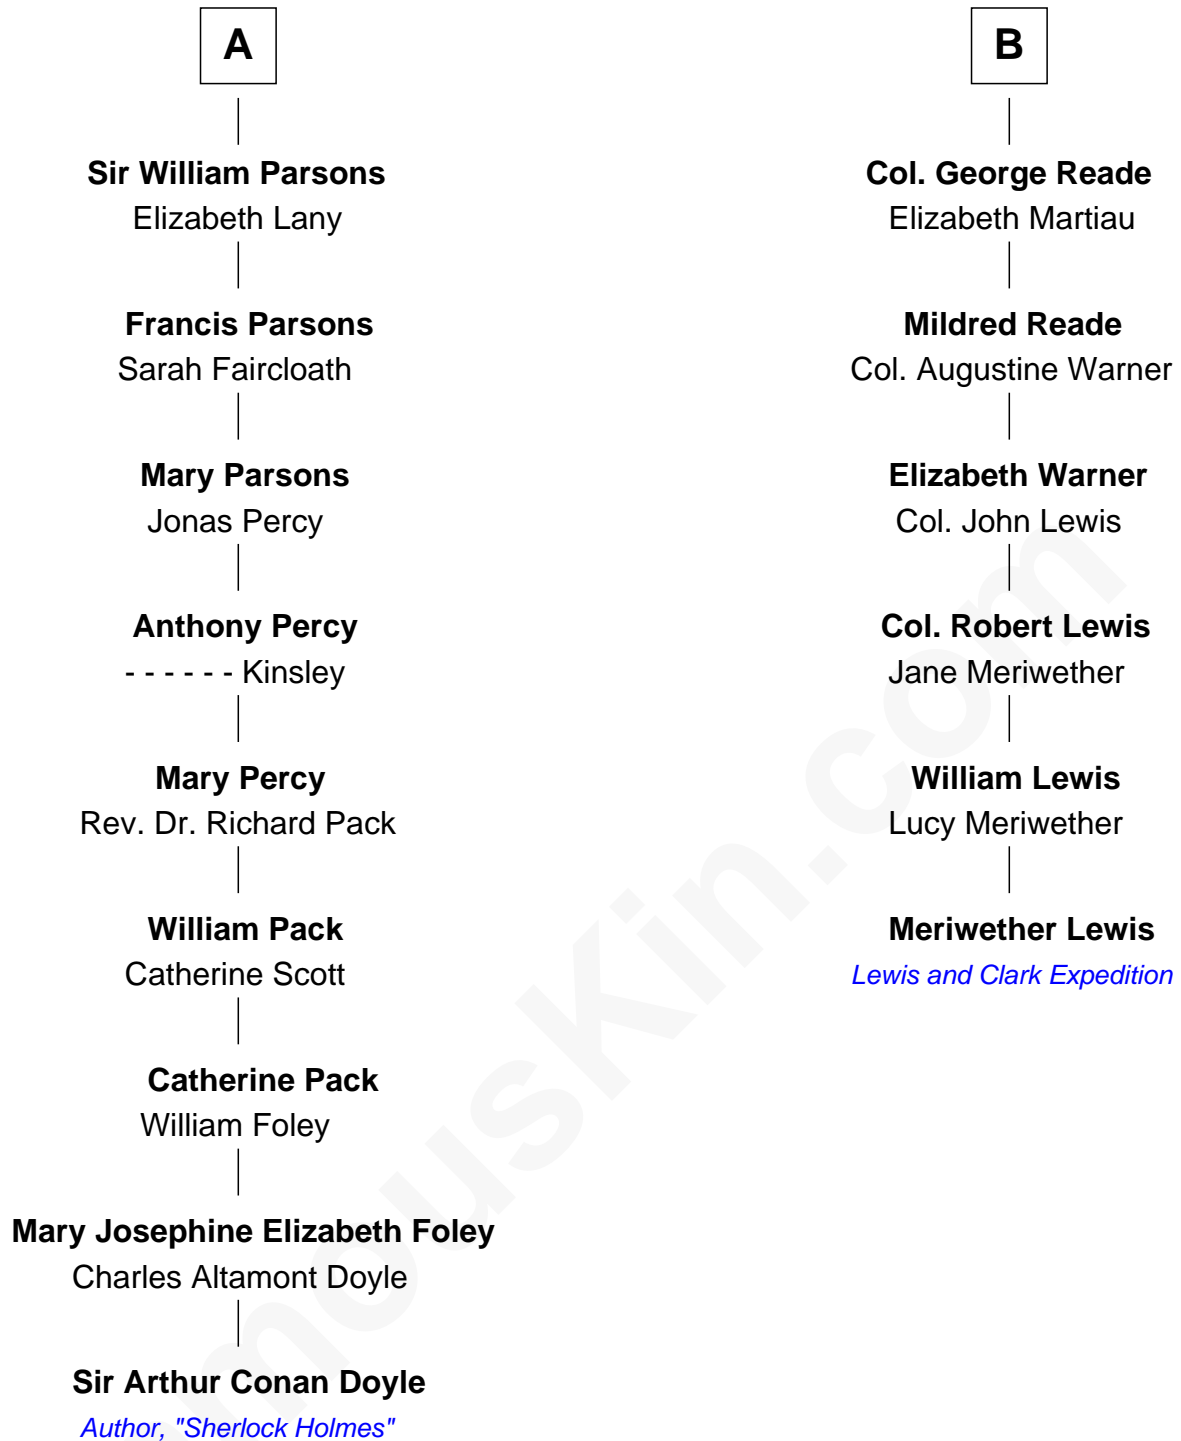 A
Sir William Parsons
Elizabeth Lany
Francis Parsons
Sarah Faircloath
Mary Parsons
Jonas Percy
Anthony Percy
- - - - - - Kinsley
Mary Percy
Rev. Dr. Richard Pack
William Pack
Catherine Scott
Catherine Pack
William Foley
Mary Josephine Elizabeth Foley
Charles Altamont Doyle
Sir Arthur Conan Doyle
Author, "Sherlock Holmes"
B
Col. George Reade
Elizabeth Martiau
Mildred Reade
Col. Augustine Warner
Elizabeth Warner
Col. John Lewis
Col. Robert Lewis
Jane Meriwether
William Lewis
Lucy Meriwether
Meriwether Lewis
Lewis and Clark Expedition
mouskin.com